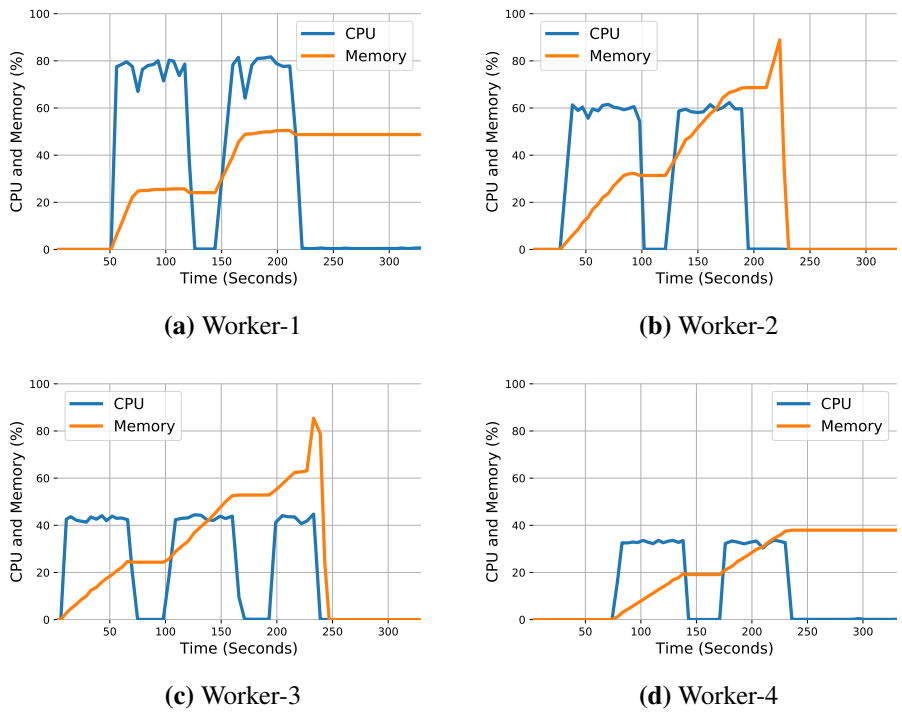 100
80
60
40
20
0
CPU and Memory (%)
CPU
Memory
50 100 150 200 250 300
Time (Seconds)
(a) Worker-1
100
80
60
40
20
0
CPU and Memory (%)
CPU
Memory
50 100 150 200 250 300
Time (Seconds)
(b) Worker-2
100
80
60
40
20
0
CPU and Memory (%)
CPU
Memory
50 100 150 200 250 300
Time (Seconds)
(c) Worker-3
100
80
60
40
20
0
CPU and Memory (%)
CPU
Memory
50 100 150 200 250 300
Time (Seconds)
(d) Worker-4